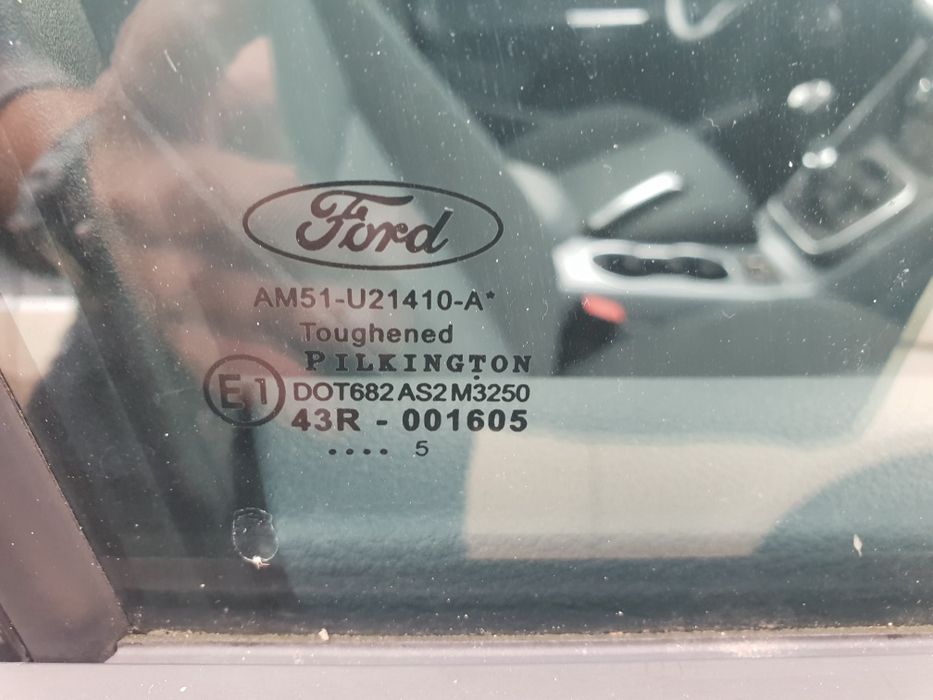 Ford
AM51-U21410-A*
Toughened
PILKINGTON
E1 DOT682 AS2 M3250
43R - 001605
.... 5